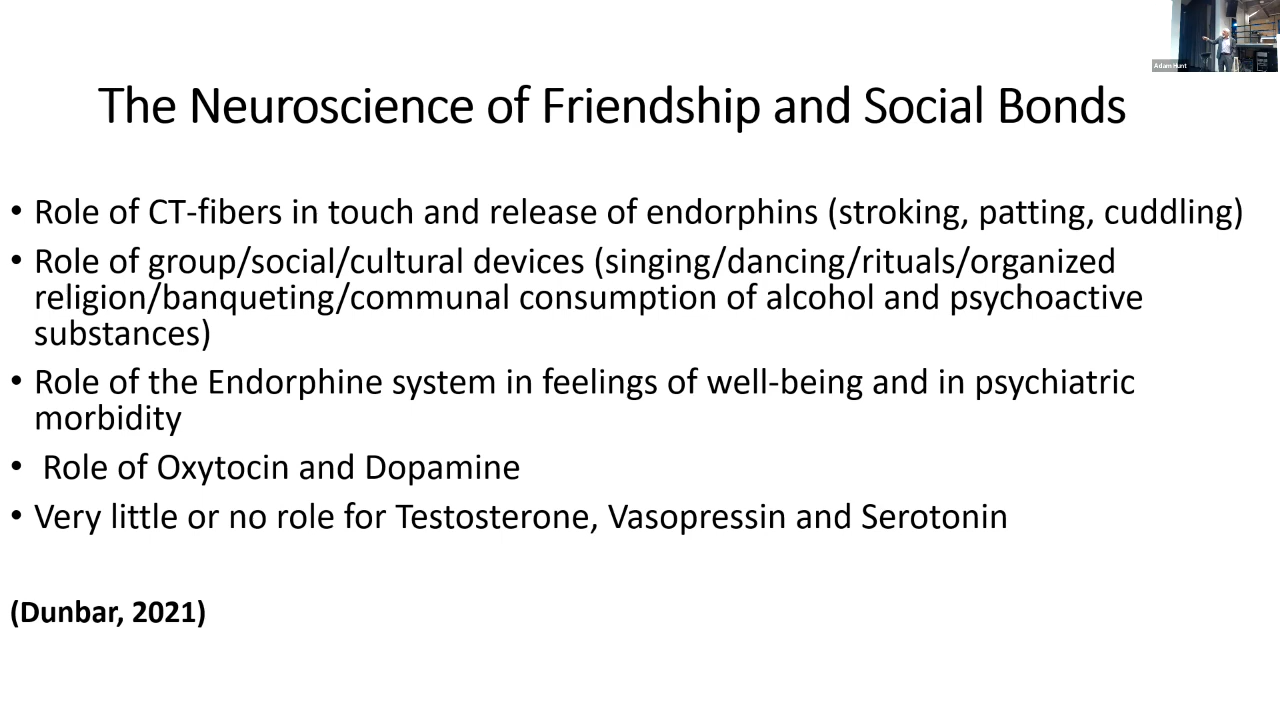 Adam Hunt
The Neuroscience of Friendship and Social Bonds
• Role of CT-fibers in touch and release of endorphins (stroking, patting, cuddling)
• Role of group/social/cultural devices (singing/dancing/rituals/organized
religion/banqueting/communal consumption of alcohol and psychoactive
substances)
• Role of the Endorphine system in feelings of well-being and in psychiatric
morbidity
• Role of Oxytocin and Dopamine
• Very little or no role for Testosterone, Vasopressin and Serotonin
(Dunbar, 2021)